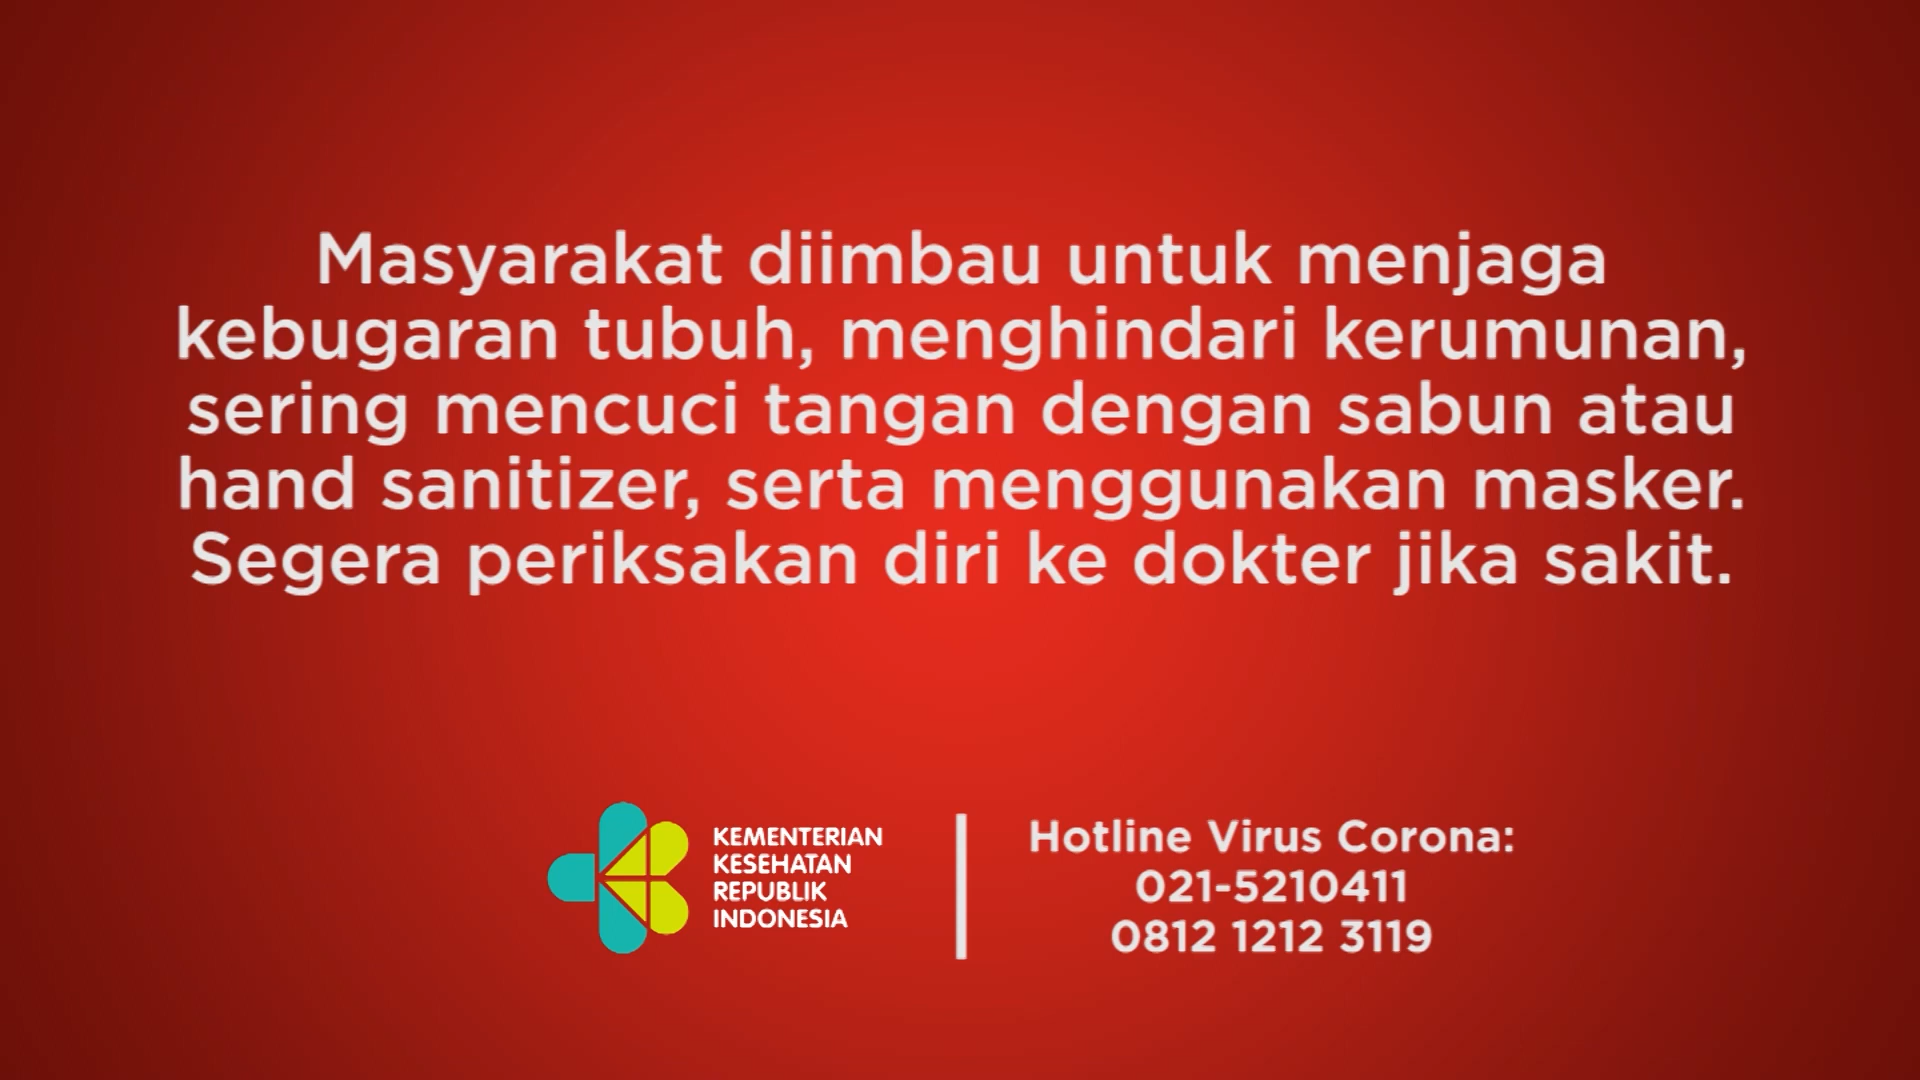 Masyarakat diimbau untuk menjaga
kebugaran tubuh, menghindari kerumunan,
sering mencuci tangan dengan sabun atau
hand sanitizer, serta menggunakan masker.
Segera periksakan diri ke dokter jika sakit.
KEMENTERIAN
KESEHATAN
REPUBLIK
INDONESIA
Hotline Virus Corona:
021-5210411
0812 1212 3119